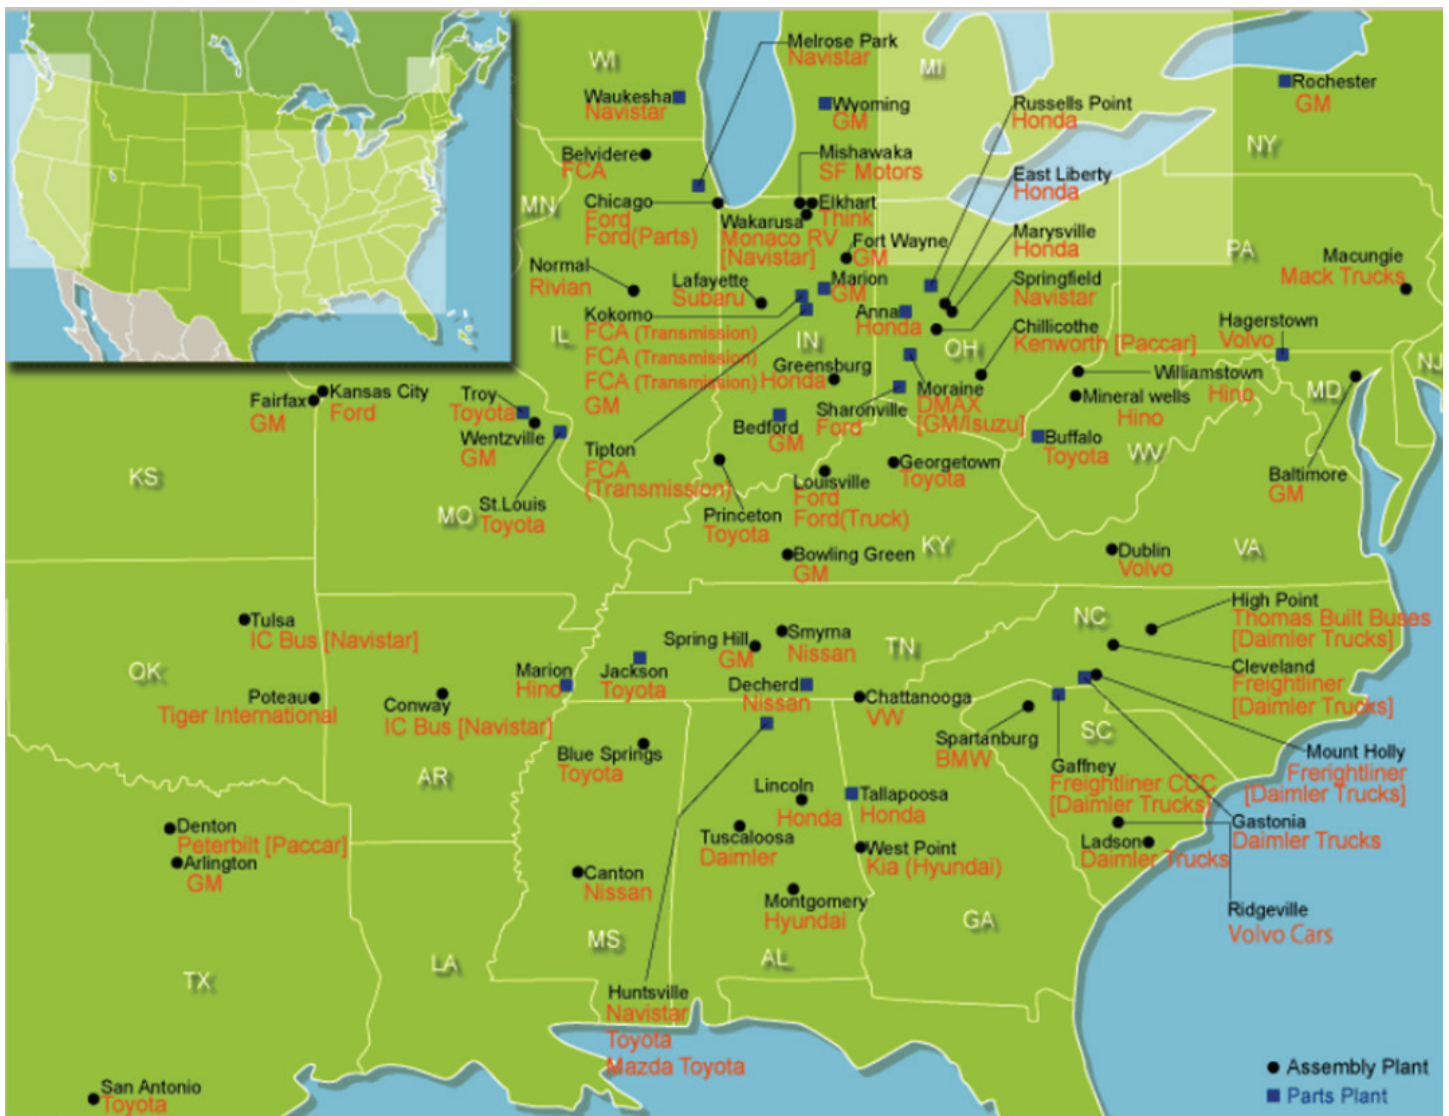 Melrose Park
Navistar
WI
MI
Waukesha
Navistar
Wyoming
GM
Russells Point
Honda
Rochester
GM
NY
Belvidere
FCA
Mishawaka
SF Motors
East Liberty
Honda
MN
Chicago
Ford
Ford(Parts)
Elkhart
Think
Wakarusa
Monaco RV
[Navistar]
Fort Wayne
GM
Marysville
Honda
PA
Macungie
Mack Trucks
Normal
Rivian
Lafayette
Subaru
Marion
GM
Springfield
Navistar
Kokomo
FCA (Transmission)
FCA (Transmission)
FCA (Transmission)
GM
IL
IN
Anna
Honda
OH
Chillicothe
Kenworth [Paccar]
Hagerstown
Volvo
NJ
Greensburg
Honda
Williamstown
Hino
MD
Kansas City
Ford
Fairfax
GM
Troy
Toyota
Wentzville
GM
Moraine
DMAX
[GM/Isuzu]
Sharonville
Ford
Mineral wells
Hino
Bedford
GM
Buffalo
Toyota
WV
Tipton
FCA
(Transmission)
Georgetown
Toyota
Baltimore
GM
KS
Louisville
Ford
Ford(Truck)
MO
St.Louis
Toyota
Princeton
Toyota
Bowling Green
GM
KY
Dublin
Volvo
VA
Tulsa
IC Bus [Navistar]
High Point
Thomas Built Buses
[Daimler Trucks]
NC
Spring Hill
GM
Smyrna
Nissan
TN
OK
Marion
Hino
Jackson
Toyota
Cleveland
Freightliner
[Daimler Trucks]
Poteau
Tiger International
Conway
IC Bus [Navistar]
Decherd
Nissan
Chattanooga
VW
Spartanburg
BMW
SC
Blue Springs
Toyota
Mount Holly
Frerightliner
[Daimler Trucks]
Gaffney
Freightliner CCC
[Daimler Trucks]
AR
Lincoln
Honda
Tallapoosa
Honda
Denton
Peterbilt [Paccar]
Arlington
GM
Tuscaloosa
Daimler
Gastonia
Daimler Trucks
Ladson
Daimler Trucks
West Point
Kia (Hyundai)
Canton
Nissan
Montgomery
Hyundai
Ridgeville
Volvo Cars
GA
MS
AL
LA
TX
Huntsville
Navistar
Toyota
Mazda Toyota
San Antonio
Toyota
Assembly Plant
Parts Plant